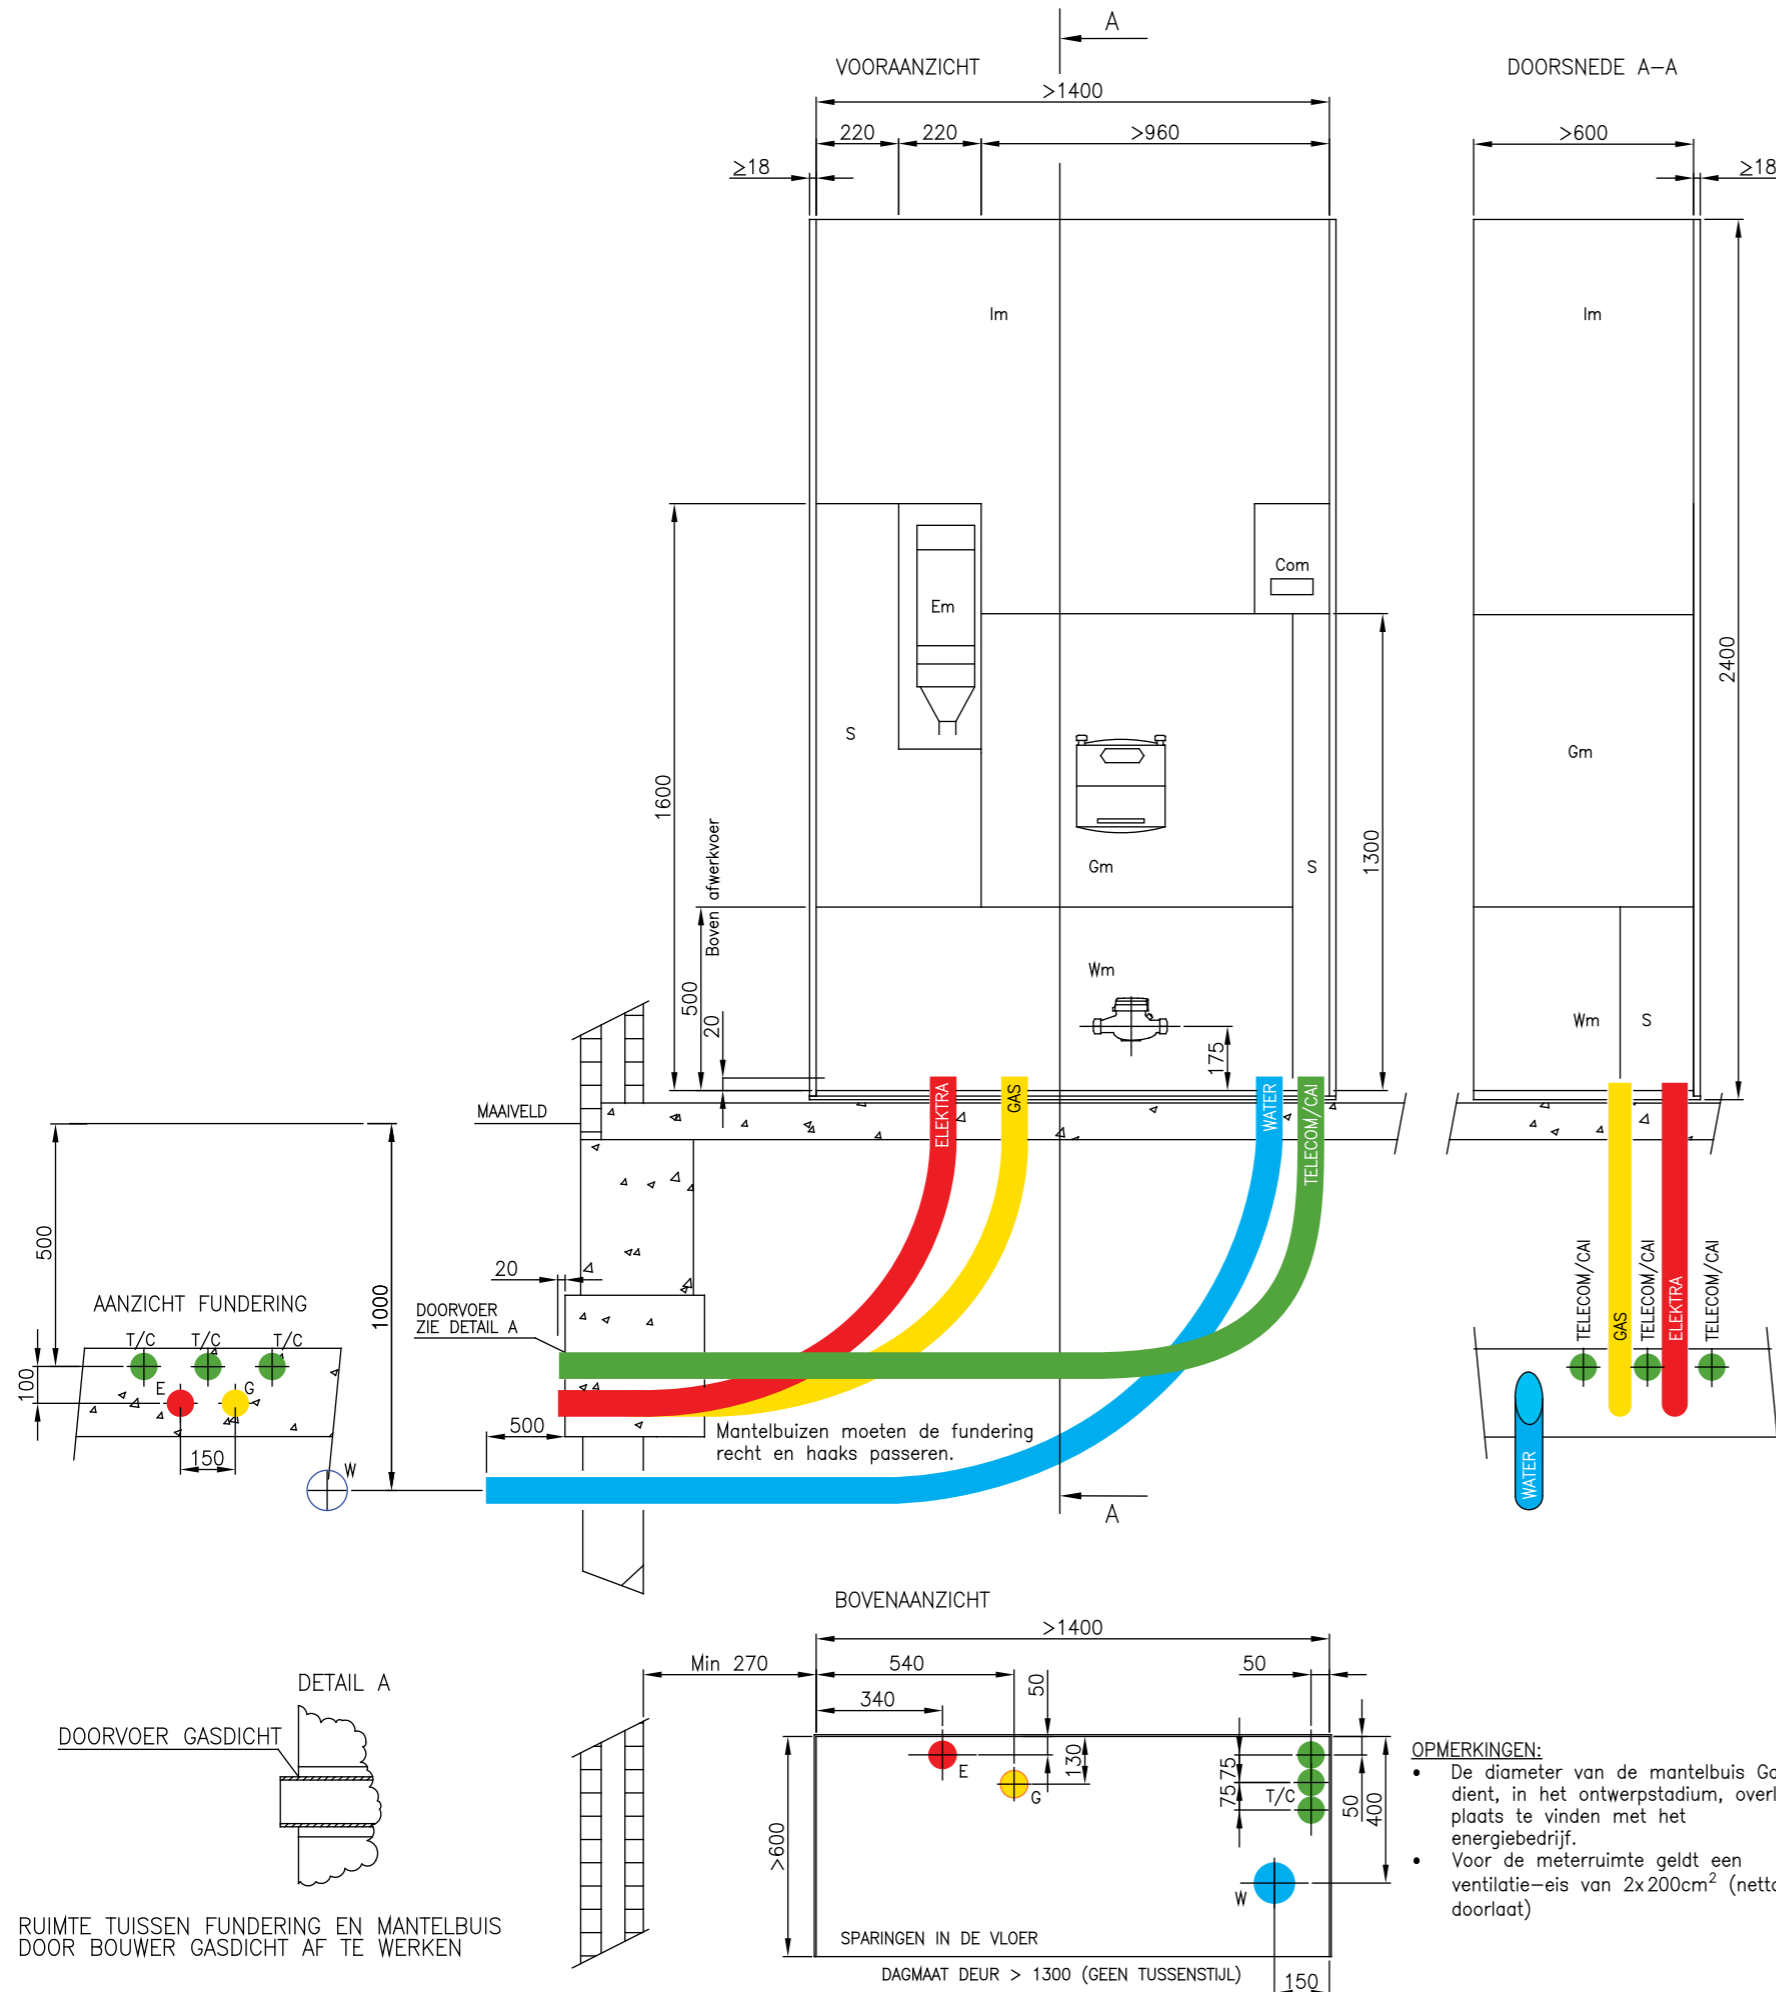 A
VOORAANZICHT
DOORSNEDE A-A
>1400
220
220
>960
≥18
>600
≥18
Im
Im
Em
Com
S
Gm
S
Gm
Wm
Wm
S
1600
Boven afwerkvoer
500
20
175
1300
2400
MAAIVELD
ELEKTRA
GAS
WATER
TELECOM/CAI
500
1000
20
DOORVOER
ZIE DETAIL A
AANZICHT FUNDERING
T/C
T/C
T/C
E
G
100
150
W
500
Mantelbuizen moeten de fundering
recht en haaks passeren.
A
TELECOM/CAI
GAS
TELECOM/CAI
ELEKTRA
TELECOM/CAI
WATER
BOVENAANZICHT
>1400
Min 270
540
50
50
340
130
75
75
50
400
E
G
T/C
W
>600
SPARINGEN IN DE VLOER
DAGMAAT DEUR > 1300 (GEEN TUSSENSTIJL)
150
DETAIL A
DOORVOER GASDICHT
RUIMTE TUISSEN FUNDERING EN MANTELBUIS
DOOR BOUWER GASDICHT AF TE WERKEN
OPMERKINGEN:
• De diameter van de mantelbuis
dient, in het ontwerpstadium,
plaats te vinden met het
energiebedrijf.
• Voor de meterruimte geldt een
ventilatie-eis van 2x200cm² (netto
doorlaat)